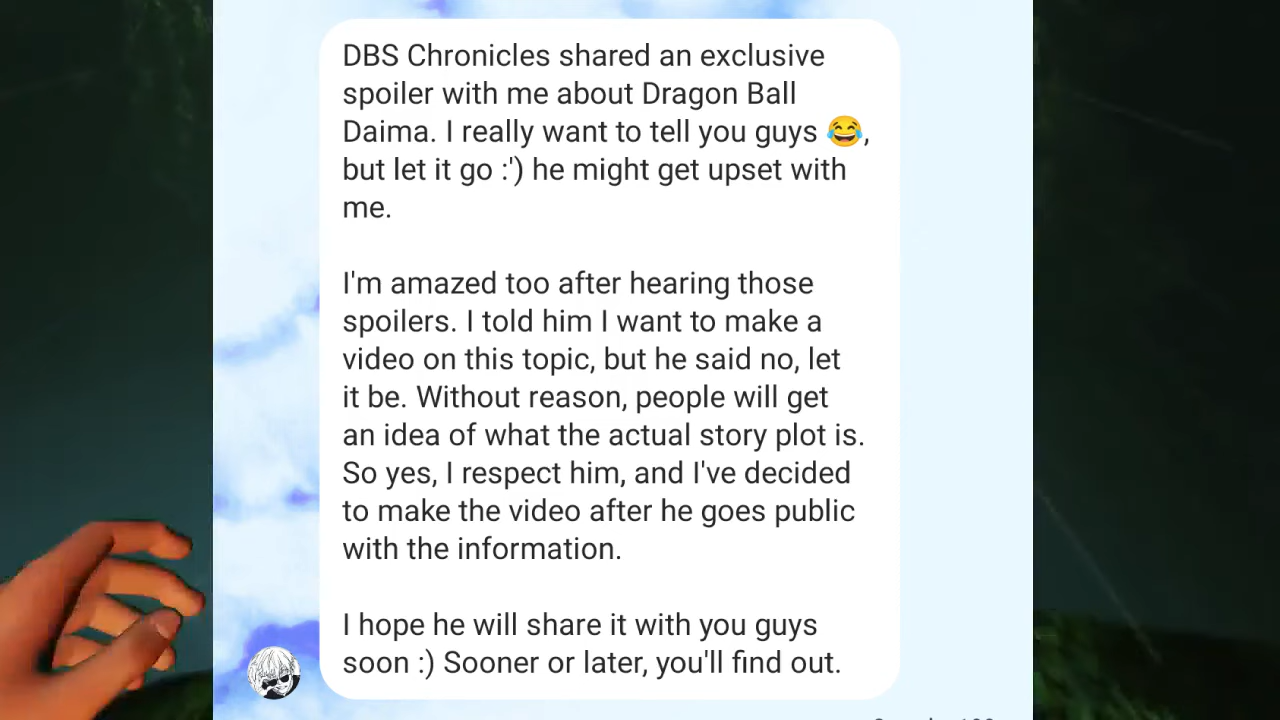 DBS Chronicles shared an exclusive
spoiler with me about Dragon Ball
Daima. I really want to tell you guys 😂,
but let it go :') he might get upset with
me.
I'm amazed too after hearing those
spoilers. I told him I want to make a
video on this topic, but he said no, let
it be. Without reason, people will get
an idea of what the actual story plot is.
So yes, I respect him, and I've decided
to make the video after he goes public
with the information.
I hope he will share it with you guys
soon :) Sooner or later, you'll find out.